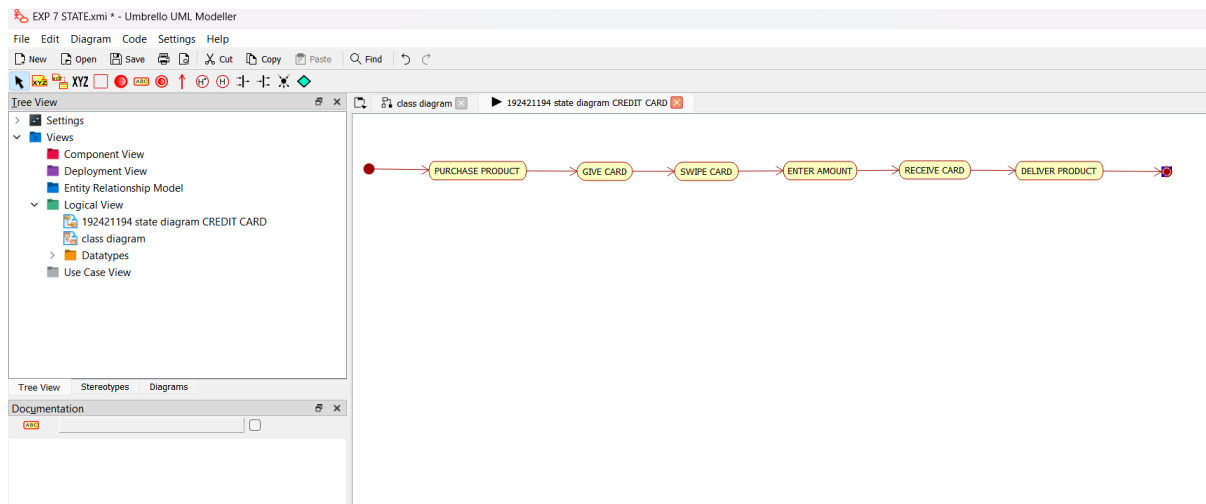 EXP 7 STATE.xmi * - Umbrello UML Modeller
File Edit Diagram Code Settings Help
New Open Save Cut Copy Paste Find
XYZ XYZ ABC H* H
Tree View
class diagram
192421194 state diagram CREDIT CARD
Settings
Views
Component View
Deployment View
Entity Relationship Model
Logical View
192421194 state diagram CREDIT CARD
class diagram
Datatypes
Use Case View
PURCHASE PRODUCT GIVE CARD SWIPE CARD ENTER AMOUNT RECEIVE CARD DELIVER PRODUCT
Tree View Stereotypes Diagrams
Documentation
ABC